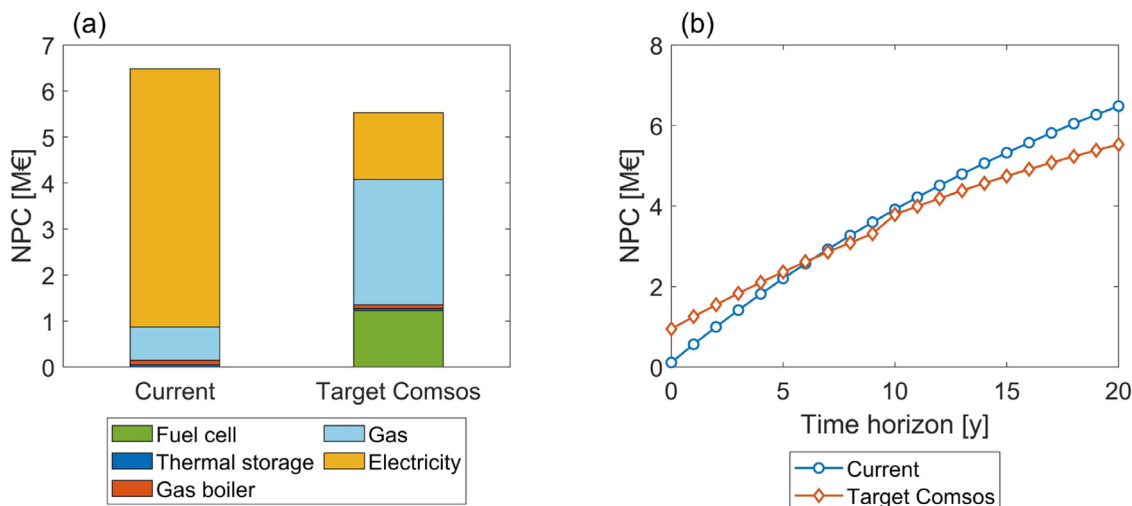 (a)
NPC [M€]
7
6
5
4
3
2
1
0
Current
Target Comsos
Fuel cell
Gas
Thermal storage
Electricity
Gas boiler
(b)
NPC [M€]
8
6
4
2
0
0
5
10
15
20
Time horizon [y]
Current
Target Comsos